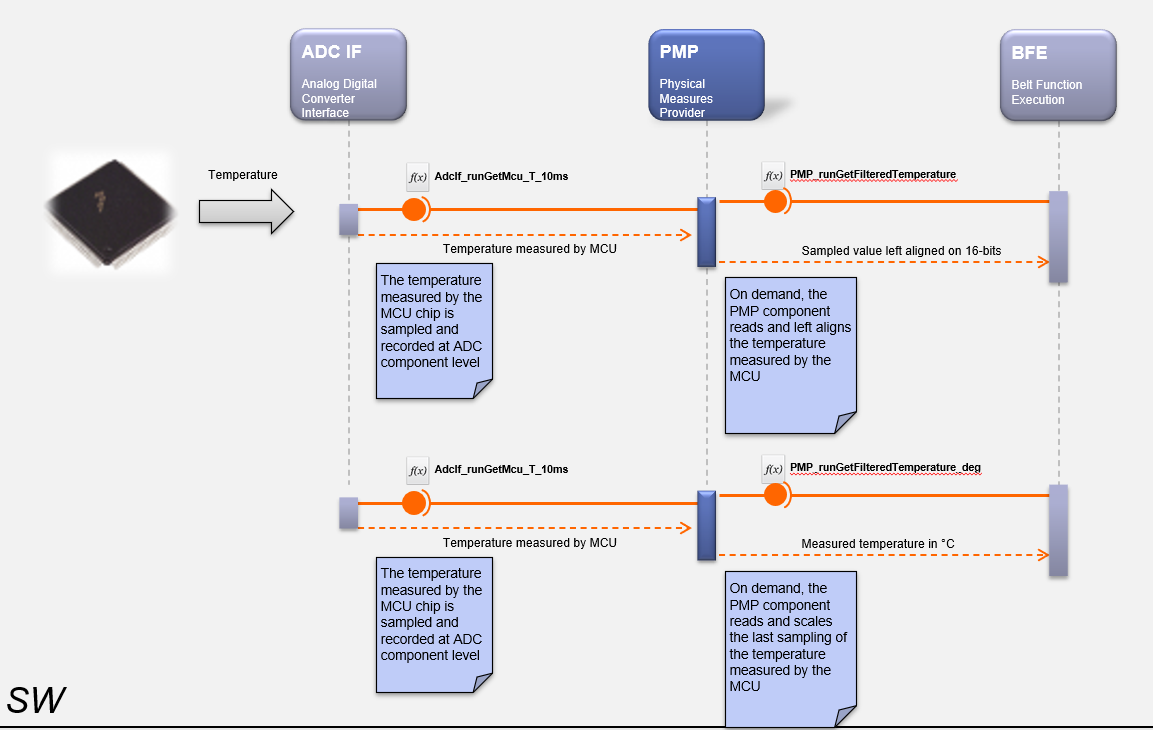 ADC IF
Analog Digital
Converter
Interface
PMP
Physical
Measures
Provider
BFE
Belt Function
Execution
Temperature
f(x)
AdcIf_runGetMcu_T_10ms
f(x)
PMP_runGetFilteredTemperature
Temperature measured by MCU
Sampled value left aligned on 16-bits
The temperature
measured by the
MCU chip is
sampled and
recorded at ADC
component level
On demand, the
PMP component
reads and left aligns
the temperature
measured by the
MCU
f(x)
AdcIf_runGetMcu_T_10ms
f(x)
PMP_runGetFilteredTemperature_deg
Temperature measured by MCU
Measured temperature in °C
The temperature
measured by the
MCU chip is
sampled and
recorded at ADC
component level
On demand, the
PMP component
reads and scales
the last sampling of
the temperature
measured by the
MCU
SW